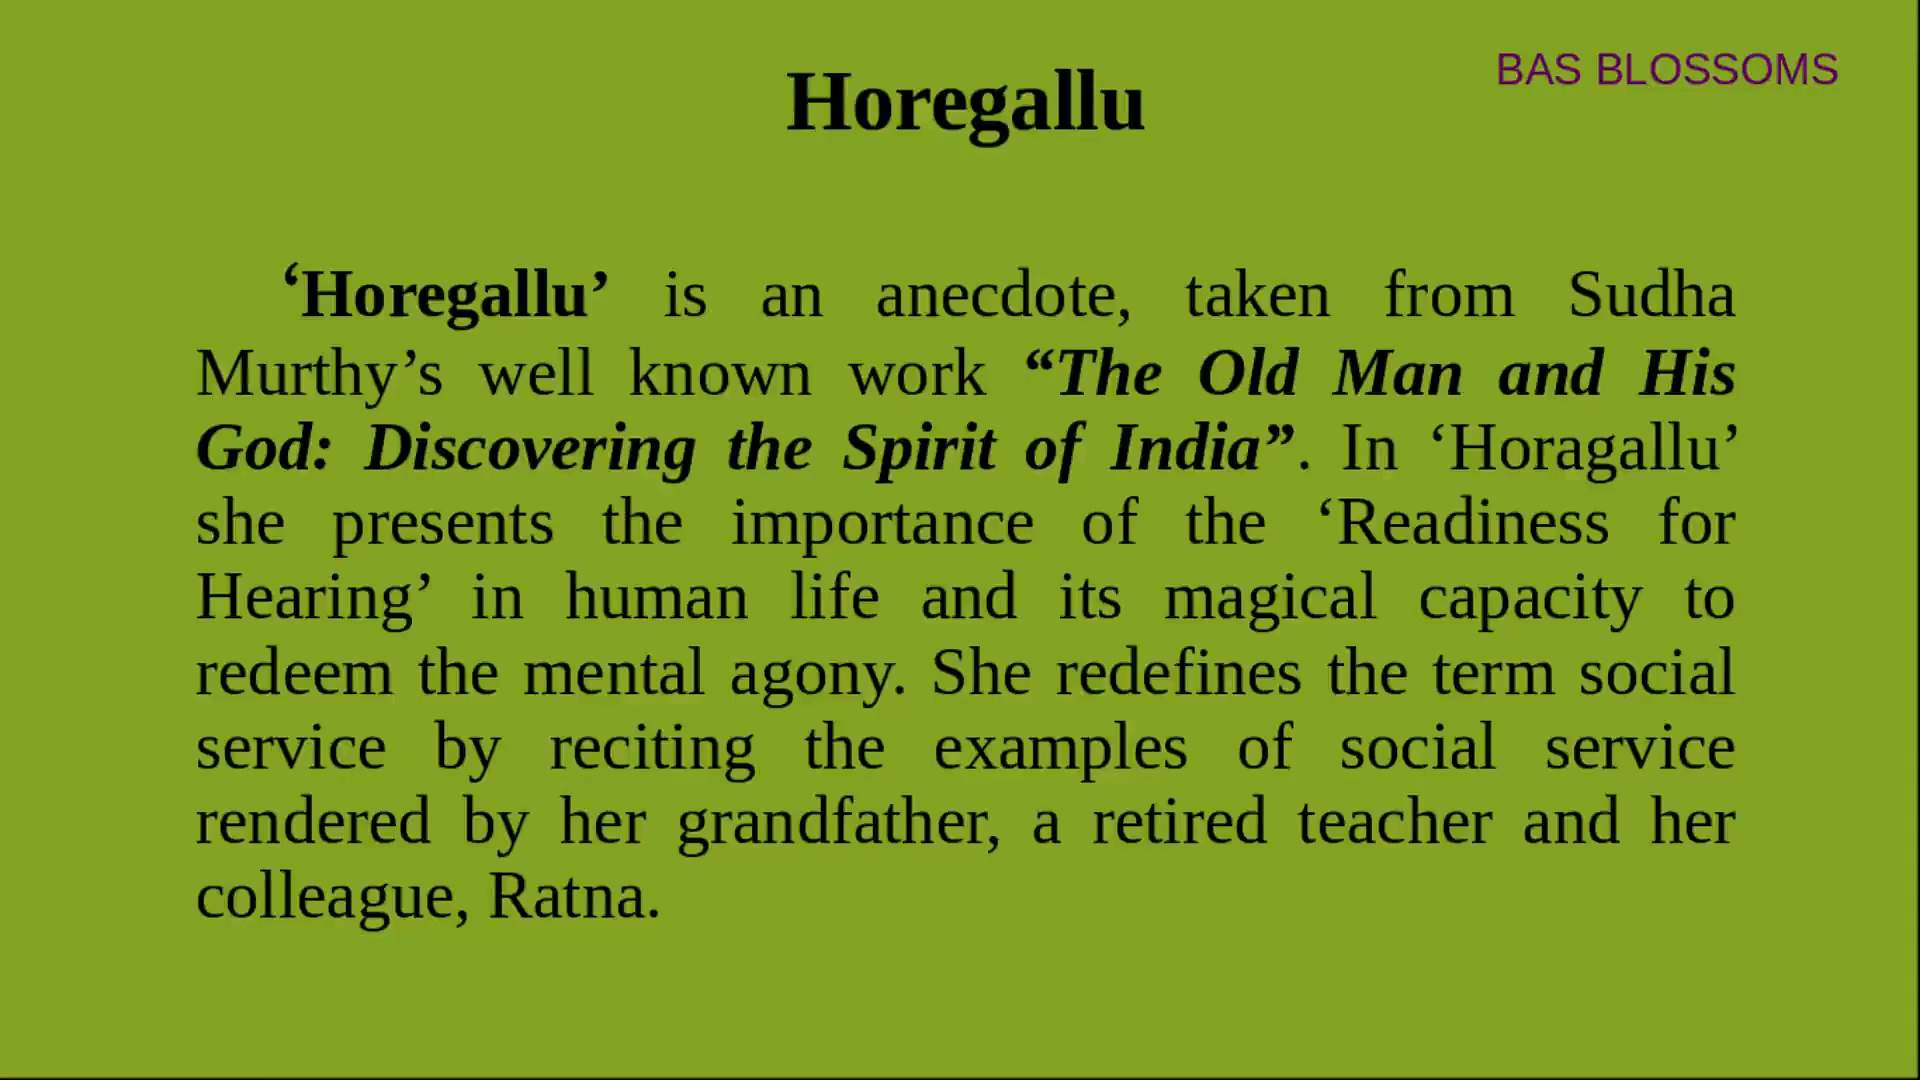 BAS BLOSSOMS
Horegallu
‘Horegallu’ is an anecdote, taken from Sudha
Murthy’s well known work “The Old Man and His
God: Discovering the Spirit of India”. In ‘Horagallu’
she presents the importance of the ‘Readiness for
Hearing’ in human life and its magical capacity to
redeem the mental agony. She redefines the term social
service by reciting the examples of social service
rendered by her grandfather, a retired teacher and her
colleague, Ratna.